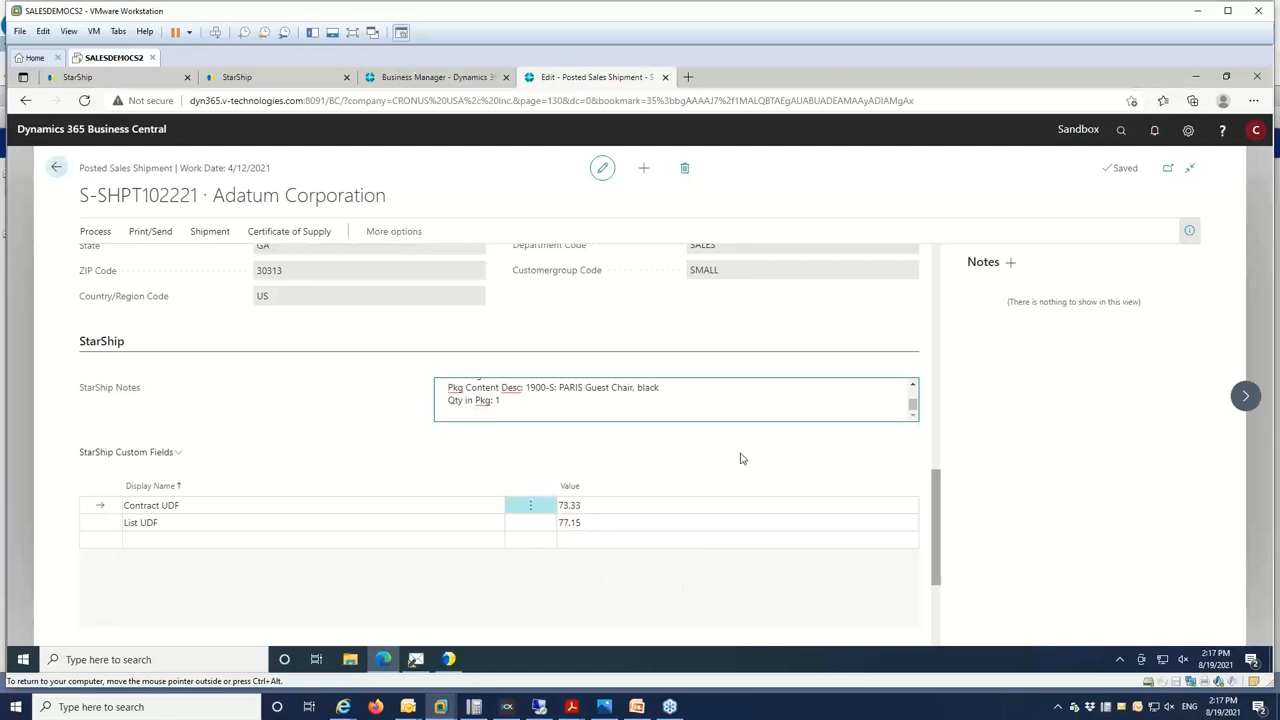 SALESDEMOCS2 - VMware Workstation
File Edit View VM Tabs Help
Home SALESDEMOCS2
StarShip StarShip Business Manager - Dynamics 36 Edit - Posted Sales Shipment - S
Not secure dyn365.v-technologies.com:8091/BC/?company=CRONUS%20USA%2c%20Inc.&page=130&dc=0&bookmark=35%3bbgAAAAJ7%2f1MALQBTAEgAUABUADEAMAAyADIAMgAx
Dynamics 365 Business Central Sandbox ? C
Posted Sales Shipment | Work Date: 4/12/2021 Saved
S-SHPT102221 · Adatum Corporation
Process Print/Send Shipment Certificate of Supply More options
State GA Department Code SALES
Notes
ZIP Code 30313 Customergroup Code SMALL
Country/Region Code US (There is nothing to show in this view)
StarShip
StarShip Notes Pkg Content Desc: 1900-S: PARIS Guest Chair, black
Qty in Pkg: 1
StarShip Custom Fields
Display Name ↑ Value
Contract UDF 73.33
List UDF 77.15
Type here to search 2:17 PM
8/19/2021
To return to your computer, move the mouse pointer outside or press Ctrl+Alt.
Type here to search ENG 2:17 PM
8/19/2021